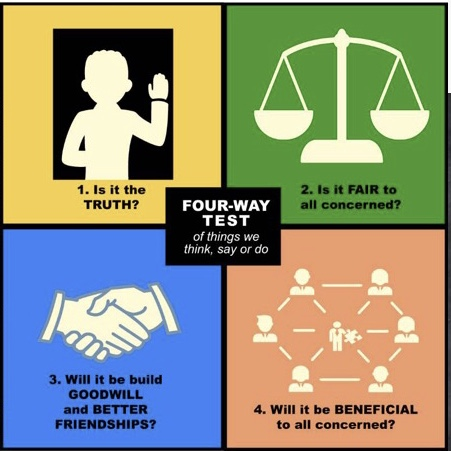 1. Is it the
TRUTH?
2. Is it FAIR to
all concerned?
FOUR-WAY
TEST
of things we
think, say or do
3. Will it be build
GOODWILL
and BETTER
FRIENDSHIPS?
4. Will it be BENEFICIAL
to all concerned?